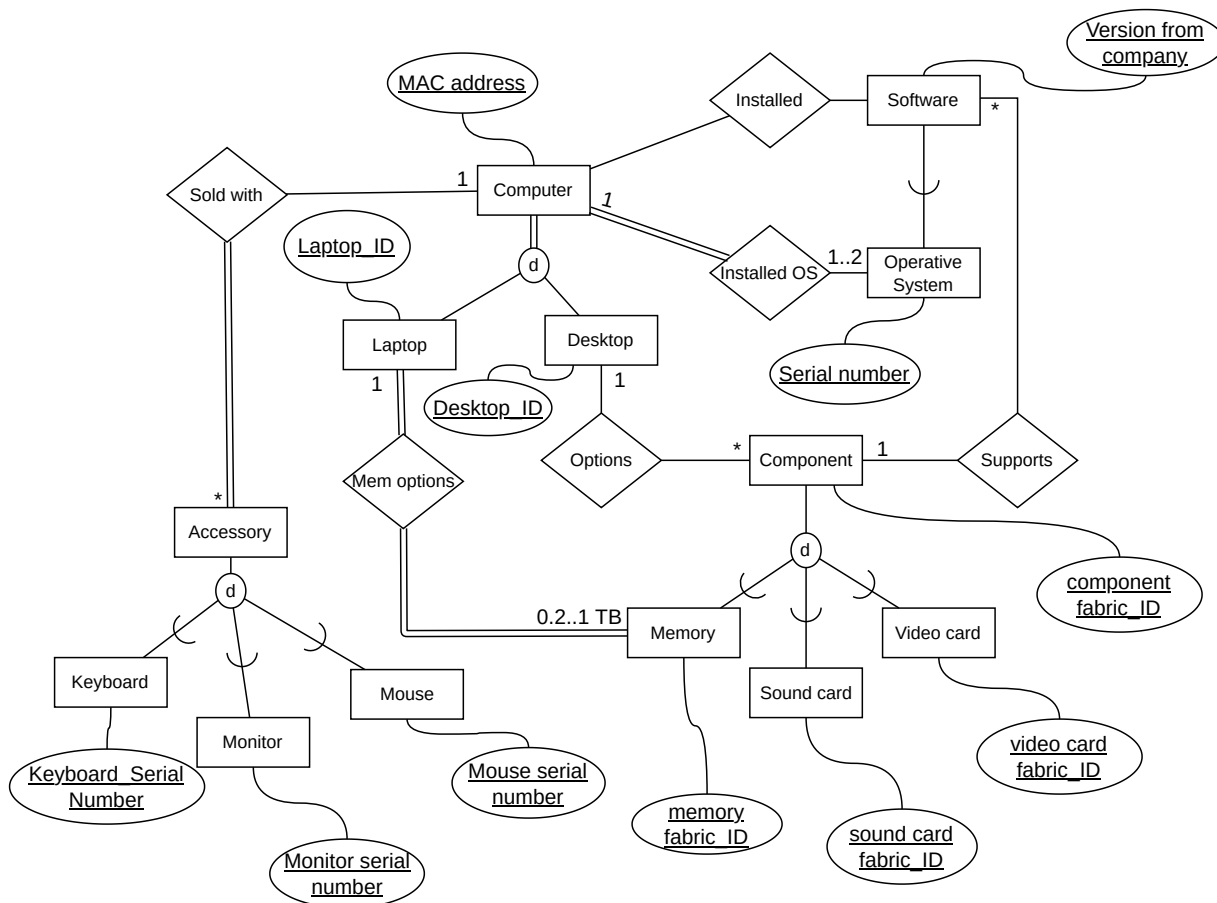 Version from
company
MAC address
Installed
Software
*
Sold with
1
Computer
1
Laptop_ID
d
Installed OS
1..2
Operative
System
Laptop
Desktop
Serial number
1
1
Desktop_ID
Mem options
Options
*
Component
1
Supports
*
Accessory
d
d
component
fabric_ID
0.2..1 TB
Memory
Video card
Keyboard
Mouse
Sound card
Monitor
Keyboard_Serial
Number
Mouse serial
number
video card
fabric_ID
memory
fabric_ID
sound card
fabric_ID
Monitor serial
number